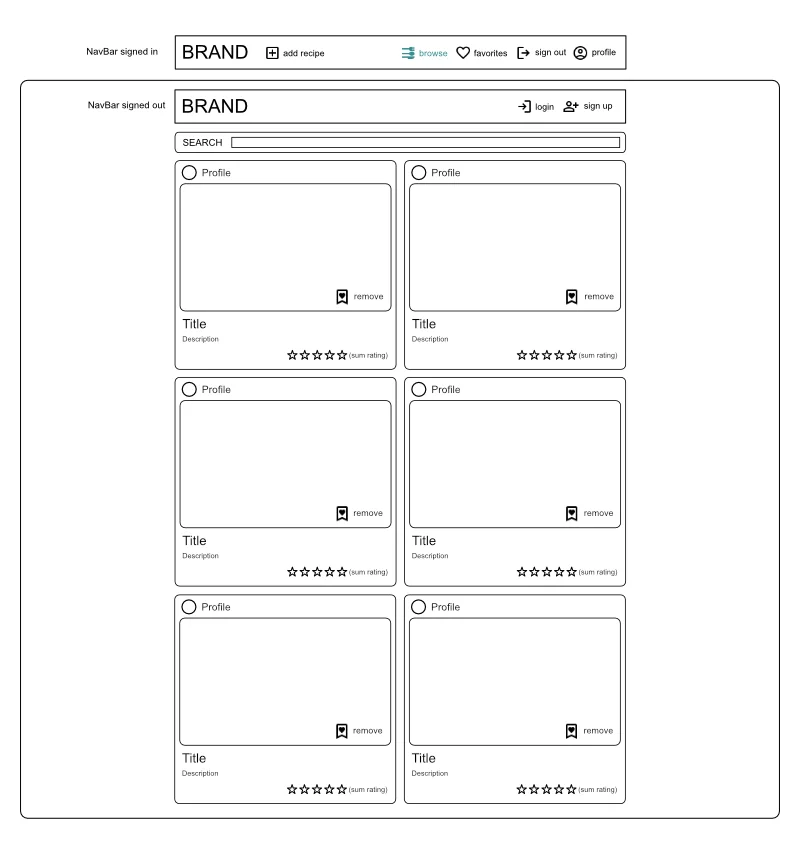 NavBar signed in
BRAND add recipe browse favorites sign out profile
NavBar signed out
BRAND login sign up
SEARCH
Profile Profile
remove remove
Title Title
Description Description
(sum rating) (sum rating)
Profile Profile
remove remove
Title Title
Description Description
(sum rating) (sum rating)
Profile Profile
remove remove
Title Title
Description Description
(sum rating) (sum rating)